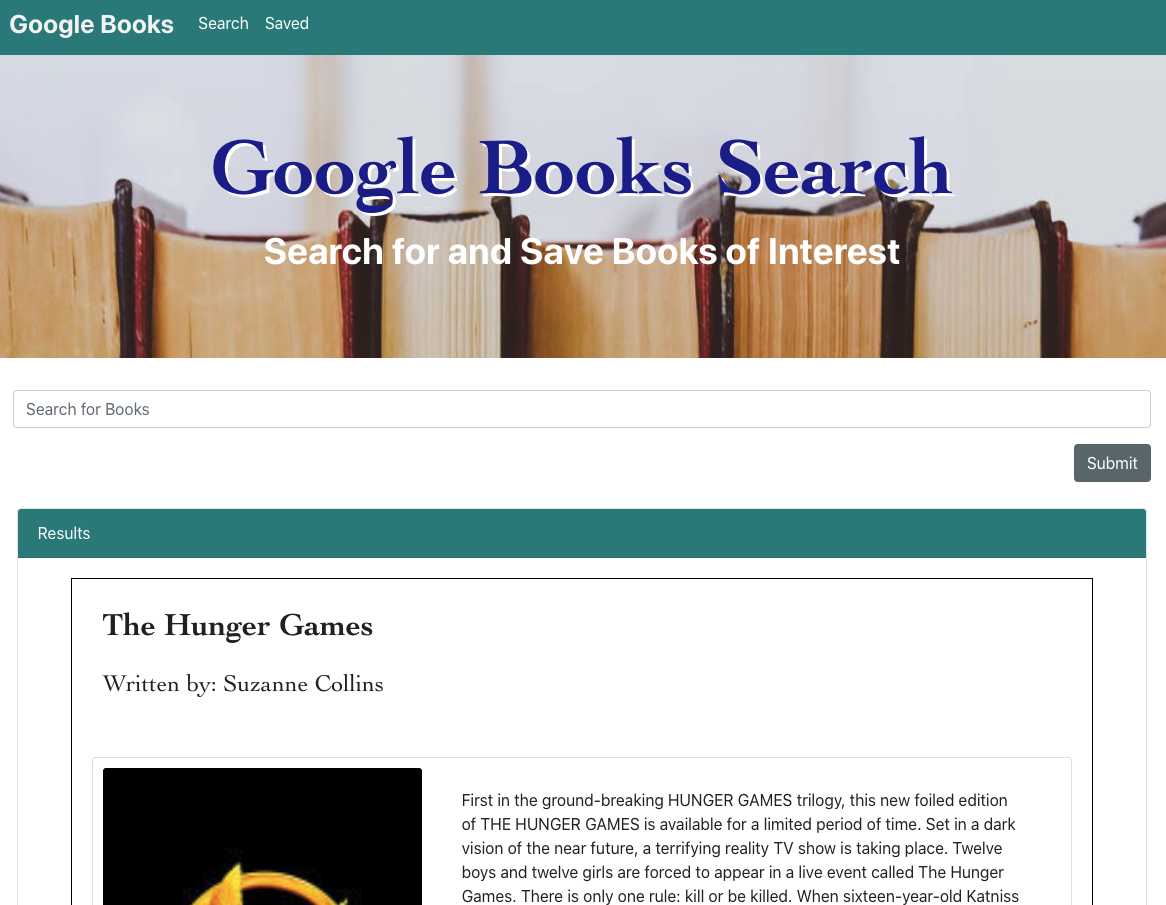 Google Books Search Saved
Google Books Search
Search for and Save Books of Interest
Search for Books
Submit
Results
The Hunger Games
Written by: Suzanne Collins
First in the ground-breaking HUNGER GAMES trilogy, this new foiled edition
of THE HUNGER GAMES is available for a limited period of time. Set in a dark
vision of the near future, a terrifying reality TV show is taking place. Twelve
boys and twelve girls are forced to appear in a live event called The Hunger
Games. There is only one rule: kill or be killed. When sixteen-year-old Katniss